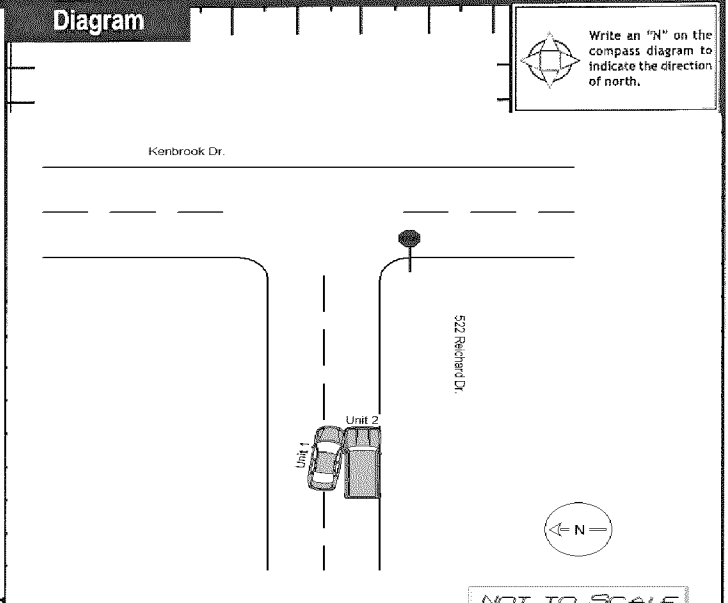 Diagram
Write an "N" on the
compass diagram to
indicate the direction
of north.
Kenbrook Dr.
522 Reichard Dr.
Unit 2
Unit 1
N
NOT TO SCALE